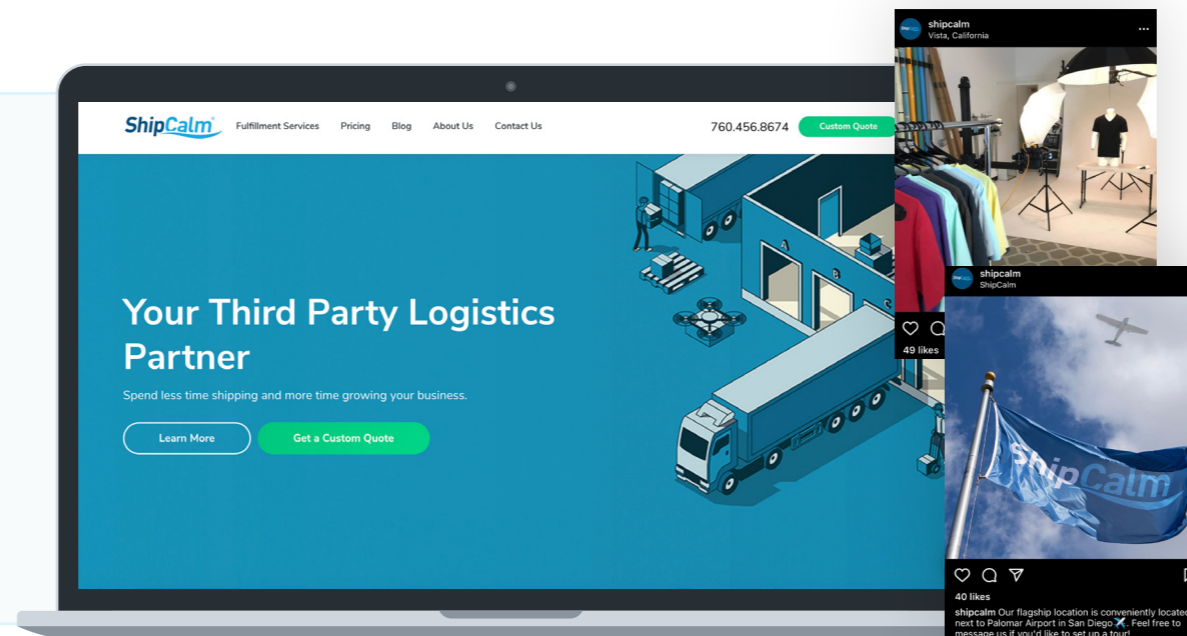 ShipCalm
Fulfillment Services
Pricing
Blog
About Us
Contact Us
760.456.8674
Custom Quote
Your Third Party Logistics
Partner
Spend less time shipping and more time growing your business.
Learn More
Get a Custom Quote
A
B
C
shipcalm
Vista, California
49 likes
shipcalm
ShipCalm
ShipCalm
40 likes
shipcalm Our flagship location is conveniently located
next to Palomar Airport in San Diego ✈️. Feel free to
message us if you'd like to set up a tour!